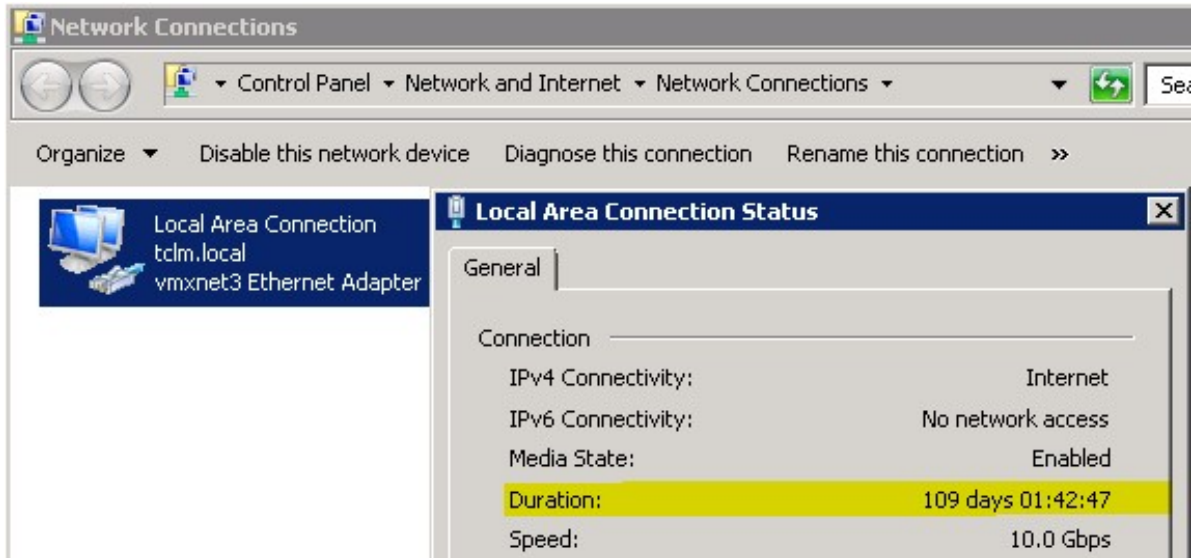 Network Connections
Control Panel Network and Internet Network Connections
Organize Disable this network device Diagnose this connection Rename this connection »
Local Area Connection
tclm.local
vmxnet3 Ethernet Adapter
Local Area Connection Status
General
Connection
IPv4 Connectivity: Internet
IPv6 Connectivity: No network access
Media State: Enabled
Duration: 109 days 01:42:47
Speed: 10.0 Gbps